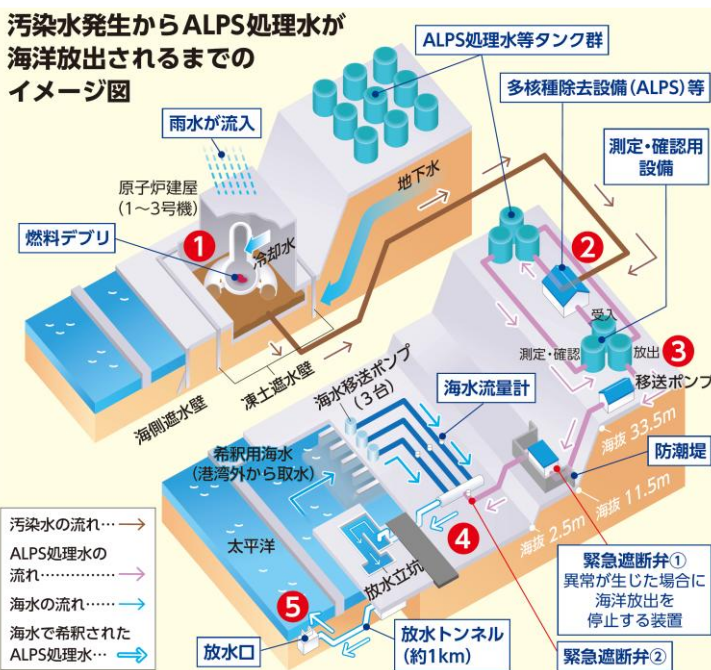 汚染水発生からALPS処理水が
海洋放出されるまでの
イメージ図
ALPS処理水等タンク群
多核種除去設備(ALPS)等
雨水が流入
測定・確認用
設備
原子炉建屋
(1~3号機)
地下水
燃料デブリ
1
冷却水
2
受入
測定・確認
放出
3
移送ポンプ
海側遮水壁
凍土遮水壁
海水移送ポンプ
(3台)
海水流量計
海抜 33.5m
防潮堤
希釈用海水
(港湾外から取水)
海抜 11.5m
海抜 2.5m
汚染水の流れ…
ALPS処理水の
流れ……………
海水の流れ……
海水で希釈された
ALPS処理水…
太平洋
放水立坑
4
緊急遮断弁①
異常が生じた場合に
海洋放出を
停止する装置
5
放水口
放水トンネル
(約1km)
緊急遮断弁②